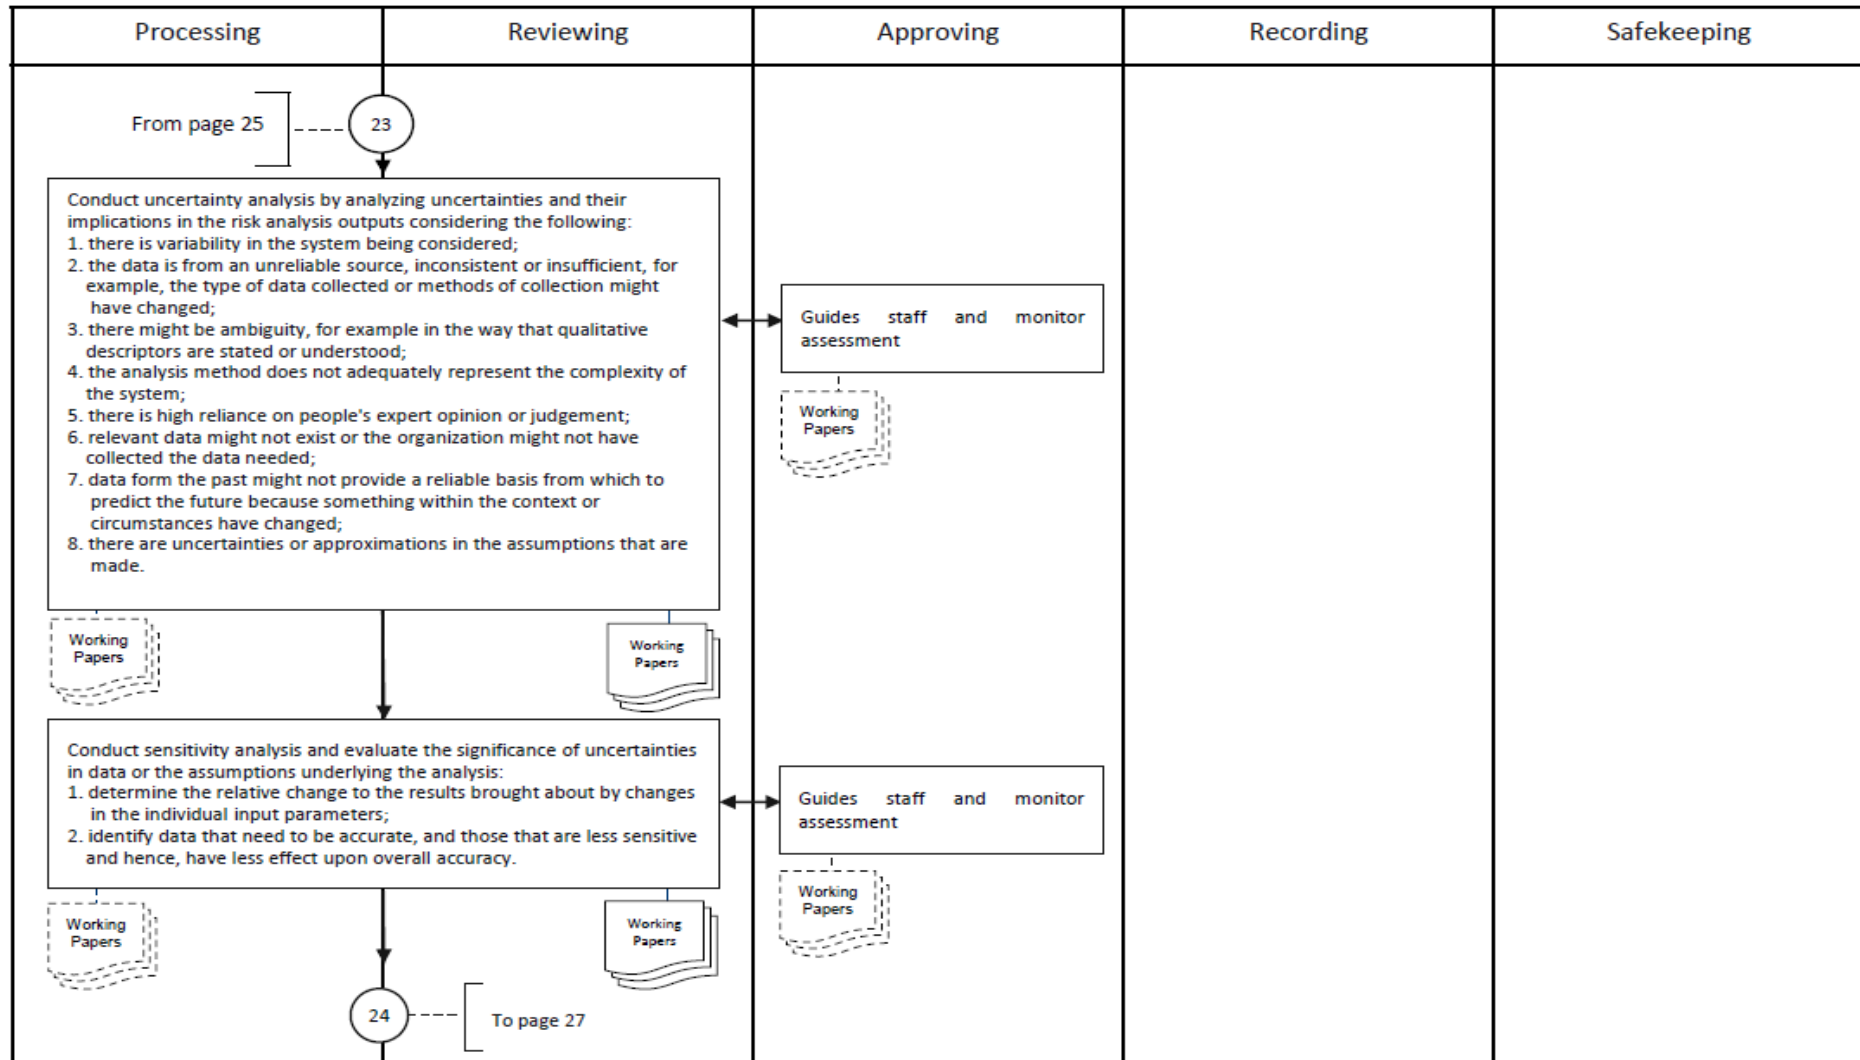 Processing
Reviewing
Approving
Recording
Safekeeping
From page 25
23
Conduct uncertainty analysis by analyzing uncertainties and their
implications in the risk analysis outputs considering the following:
1. there is variability in the system being considered;
2. the data is from an unreliable source, inconsistent or insufficient, for
example, the type of data collected or methods of collection might
have changed;
3. there might be ambiguity, for example in the way that qualitative
descriptors are stated or understood;
4. the analysis method does not adequately represent the complexity of
the system;
5. there is high reliance on people's expert opinion or judgement;
6. relevant data might not exist or the organization might not have
collected the data needed;
7. data form the past might not provide a reliable basis from which to
predict the future because something within the context or
circumstances have changed;
8. there are uncertainties or approximations in the assumptions that are
made.
Guides staff and monitor
assessment
Working
Papers
Working
Papers
Working
Papers
Conduct sensitivity analysis and evaluate the significance of uncertainties
in data or the assumptions underlying the analysis:
1. determine the relative change to the results brought about by changes
in the individual input parameters;
2. identify data that need to be accurate, and those that are less sensitive
and hence, have less effect upon overall accuracy.
Guides staff and monitor
assessment
Working
Papers
Working
Papers
Working
Papers
24
To page 27